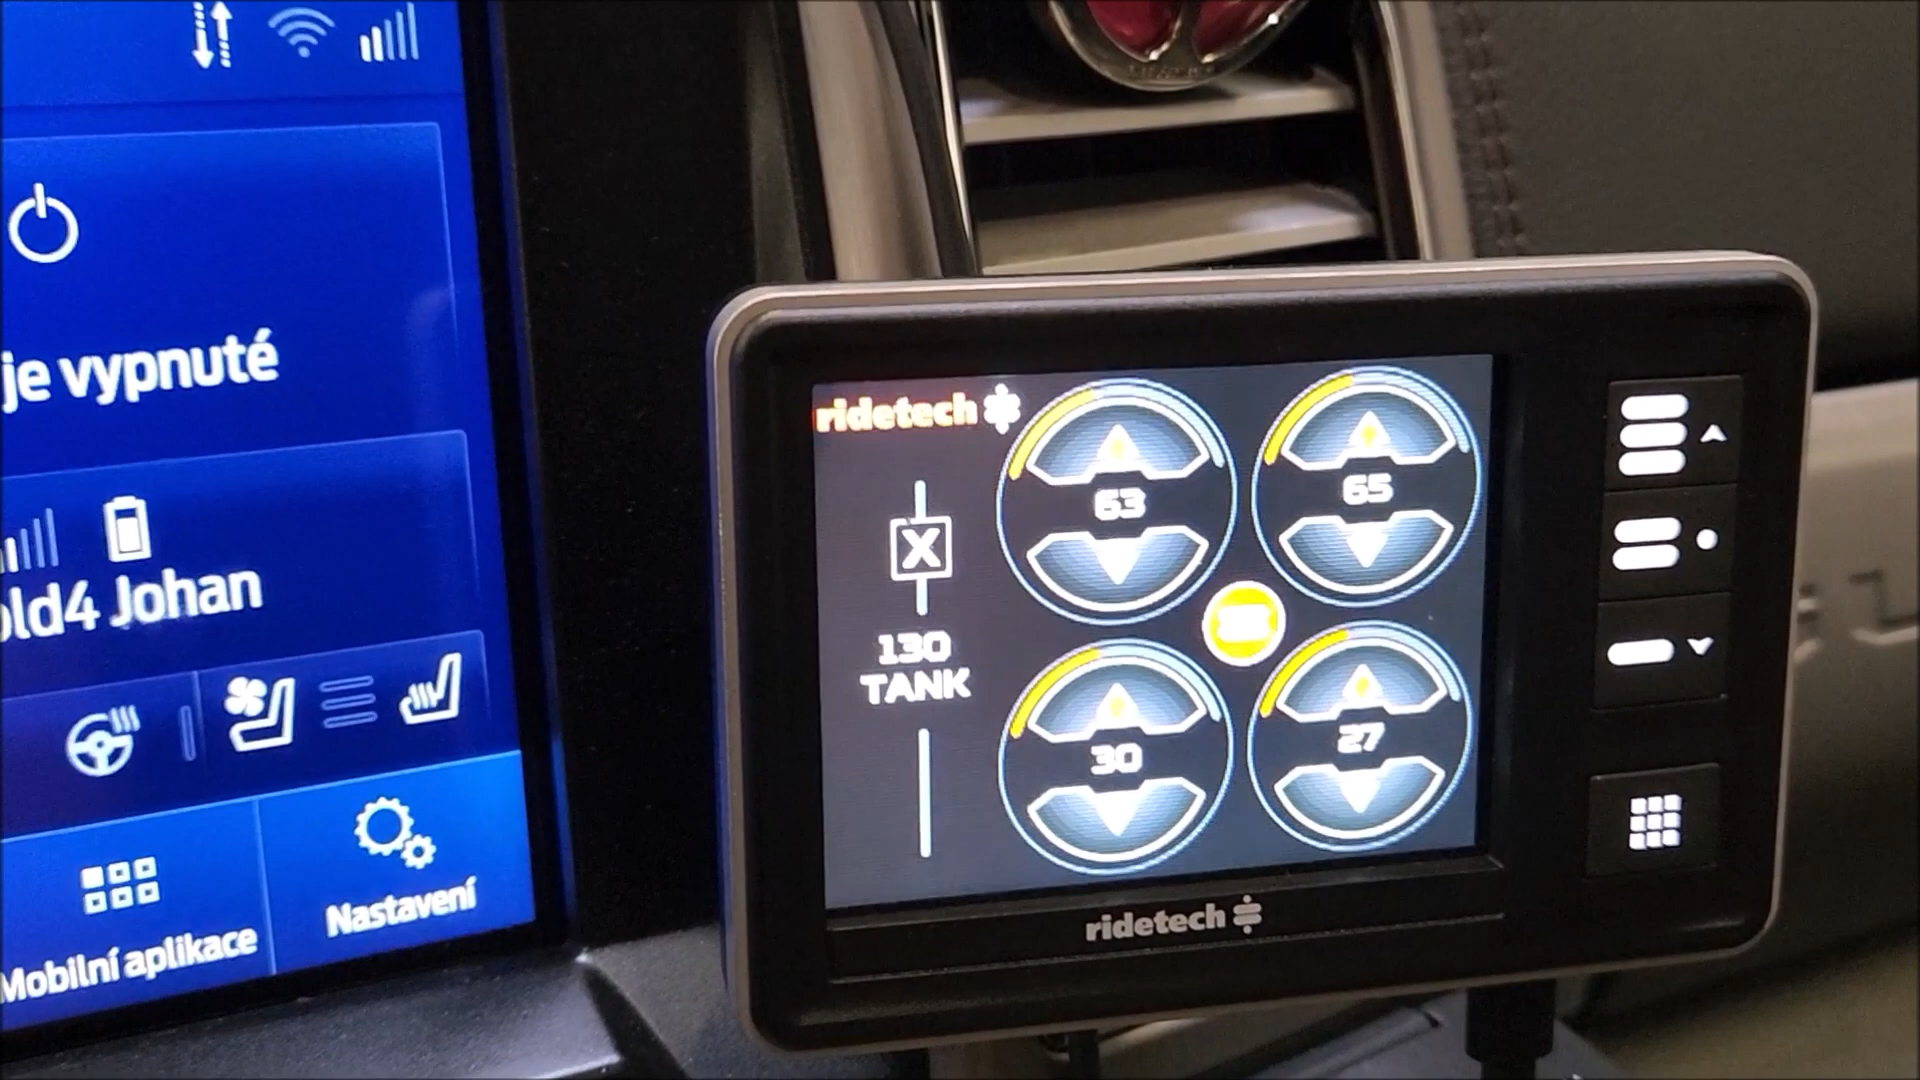 je vypnuté
old4 Johan
Mobilní aplikace
Nastavení
ridetech
63
65
X
130
TANK
30
27
ridetech